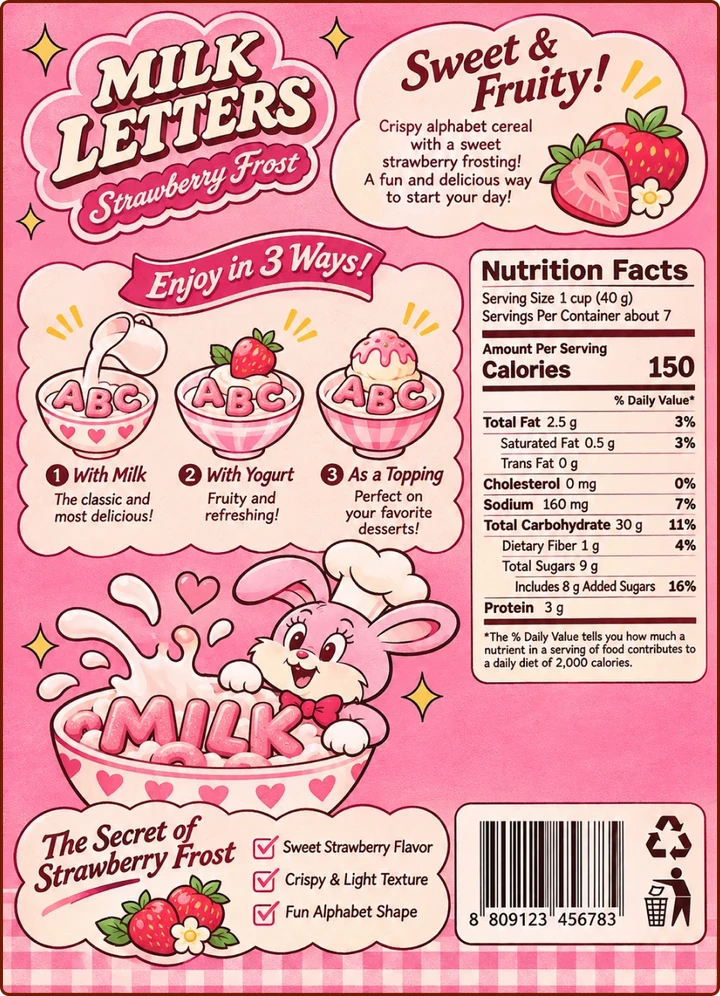 MILK
LETTERS
Strawberry Frost
Sweet &
Fruity!
Crispy alphabet cereal
with a sweet
strawberry frosting!
A fun and delicious way
to start your day!
Enjoy in 3 Ways!
ABC
ABC
ABC
1 With Milk
The classic and
most delicious!
2 With Yogurt
Fruity and
refreshing!
3 As a Topping
Perfect on
your favorite
desserts!
Nutrition Facts
Serving Size 1 cup (40 g)
Servings Per Container about 7
Amount Per Serving
Calories 150
% Daily Value*
Total Fat 2.5 g 3%
Saturated Fat 0.5 g 3%
Trans Fat 0 g
Cholesterol 0 mg 0%
Sodium 160 mg 7%
Total Carbohydrate 30 g 11%
Dietary Fiber 1 g 4%
Total Sugars 9 g
Includes 8 g Added Sugars 16%
Protein 3 g
*The % Daily Value tells you how much a
nutrient in a serving of food contributes to
a daily diet of 2,000 calories.
MILK
The Secret of
Strawberry Frost
Sweet Strawberry Flavor
Crispy & Light Texture
Fun Alphabet Shape
8 809123 456783